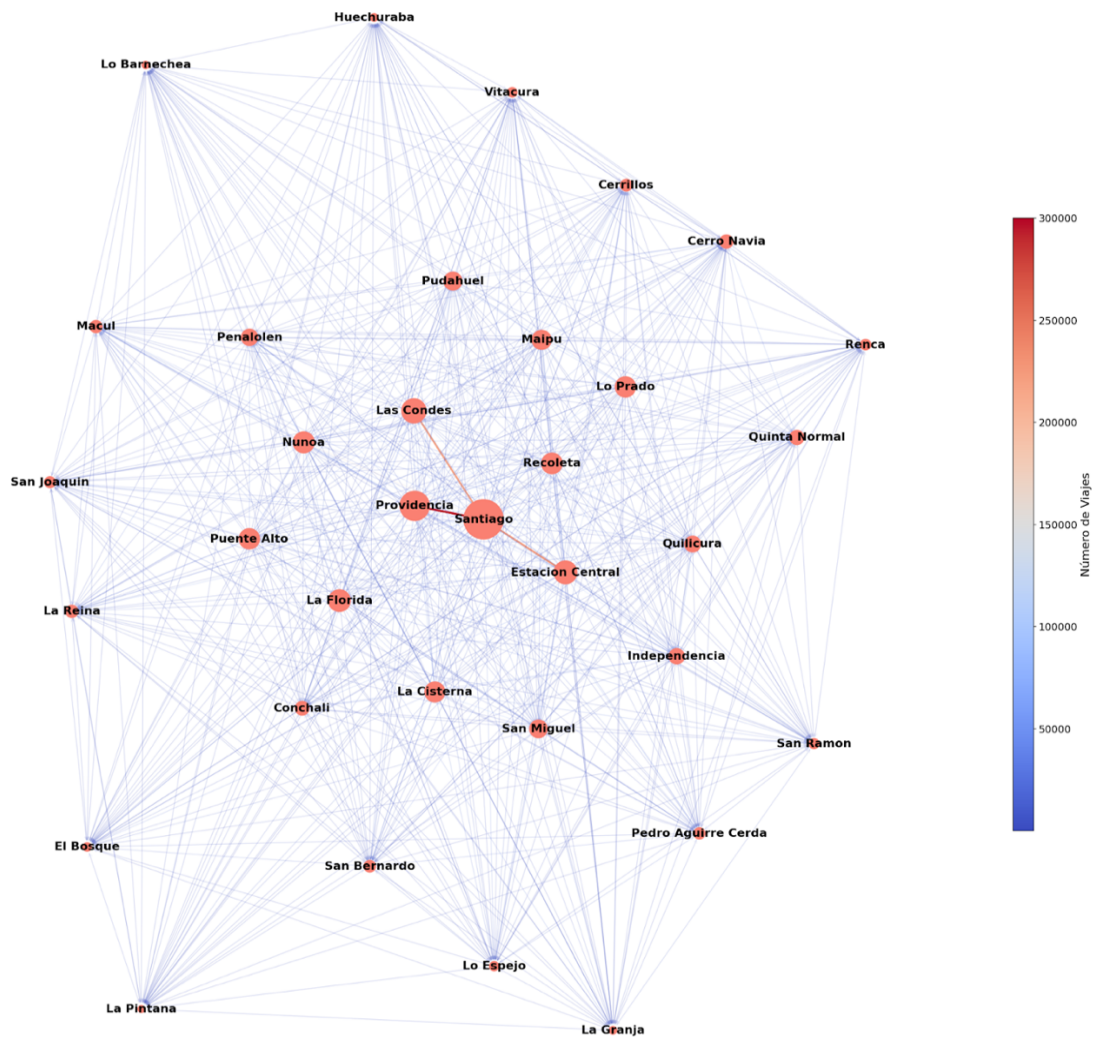 Huechuraba
Lo Barnechea
Vitacura
Cerrillos
Cerro Navia
Pudahuel
Macul
Penalolen
Maipu
Renca
Lo Prado
Las Condes
Quinta Normal
Nunoa
Recoleta
San Joaquin
Providencia
Santiago
Puente Alto
Quilicura
Estacion Central
La Florida
La Reina
Independencia
La Cisterna
Conchali
San Miguel
San Ramon
Pedro Aguirre Cerda
El Bosque
San Bernardo
Lo Espejo
La Pintana
La Granja
300000
250000
200000
150000
100000
50000
Número de Viajes